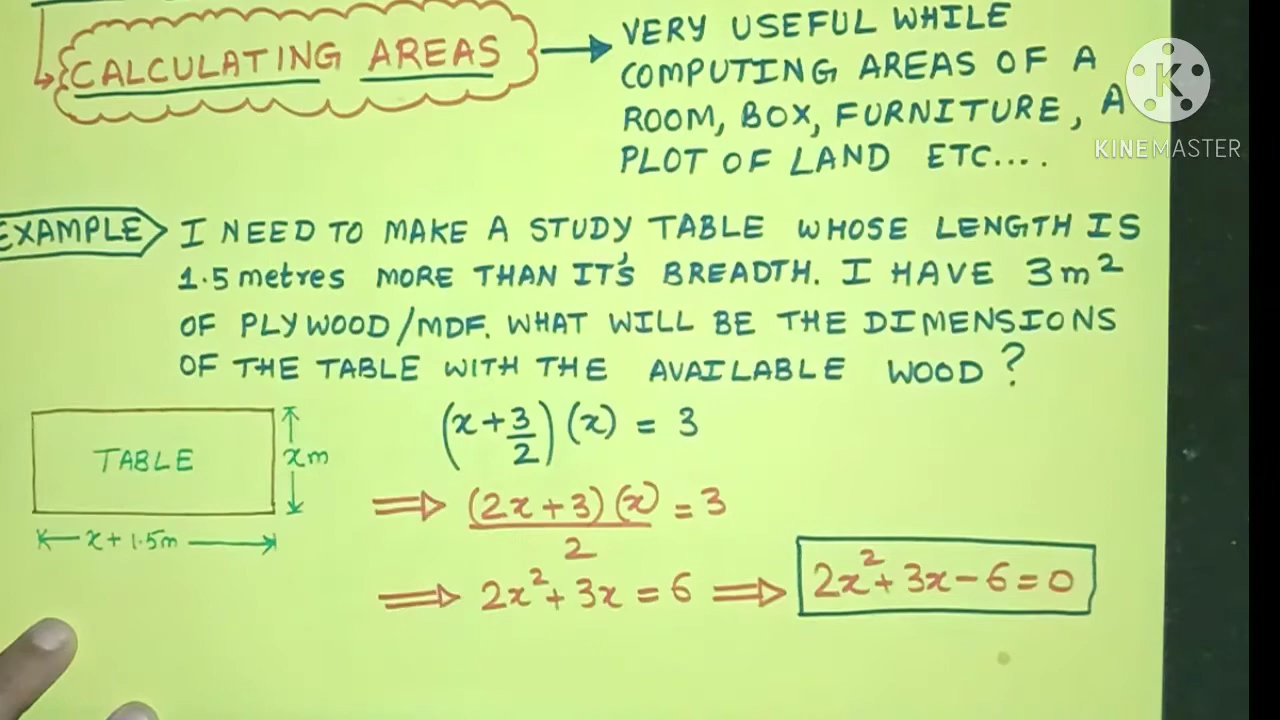 CALCULATING AREAS → VERY USEFUL WHILE
COMPUTING AREAS OF A
ROOM, BOX, FURNITURE, A
PLOT OF LAND ETC....
K
KINEMASTER
EXAMPLE I NEED TO MAKE A STUDY TABLE WHOSE LENGTH IS
1.5 metres MORE THAN IT'S BREADTH. I HAVE 3m²
OF PLYWOOD/MDF. WHAT WILL BE THE DIMENSIONS
OF THE TABLE WITH THE AVAILABLE WOOD?
TABLE
x m
x + 1.5m
(x + 3/2)(x) = 3
⇒ (2x + 3)(x)/2 = 3
⇒ 2x² + 3x = 6 ⇒ 2x² + 3x - 6 = 0